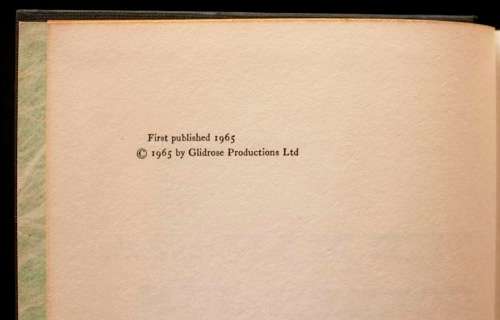 First published 1965
© 1965 by Glidrose Productions Ltd